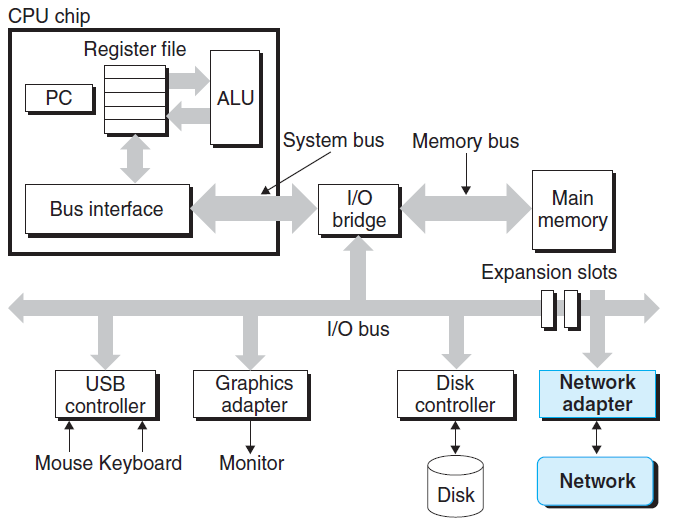 CPU chip
Register file
PC
ALU
System bus
Memory bus
Bus interface
I/O
bridge
Main
memory
Expansion slots
I/O bus
USB
controller
Graphics
adapter
Disk
controller
Network
adapter
Mouse Keyboard
Monitor
Disk
Network